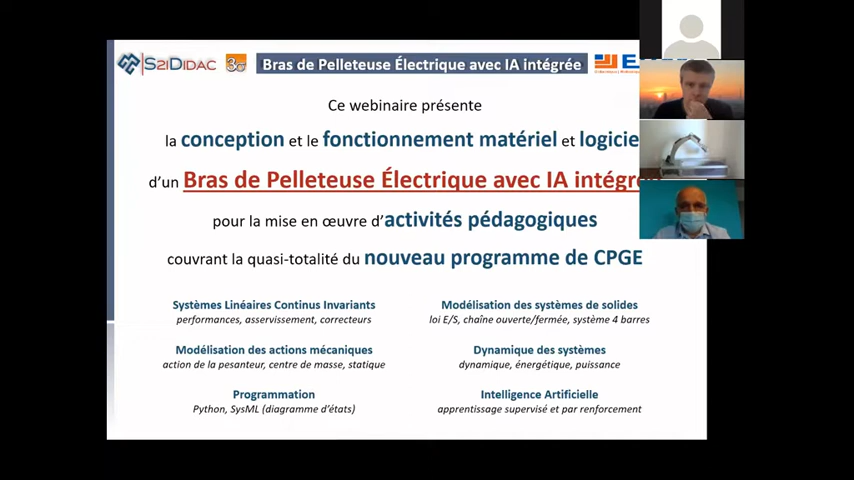 S2IDIDAC
3σ
Bras de Pelleteuse Électrique avec IA intégrée
Ce webinaire présente
la conception et le fonctionnement matériel et logicie
d'un Bras de Pelleteuse Électrique avec IA intégré
pour la mise en œuvre d'activités pédagogiques
couvrant la quasi-totalité du nouveau programme de CPGE
Systèmes Linéaires Continus Invariants
performances, asservissement, correcteurs
Modélisation des systèmes de solides
loi E/S, chaîne ouverte/fermée, système 4 barres
Modélisation des actions mécaniques
action de la pesanteur, centre de masse, statique
Dynamique des systèmes
dynamique, énergétique, puissance
Programmation
Python, SysML (diagramme d'états)
Intelligence Artificielle
apprentissage supervisé et par renforcement